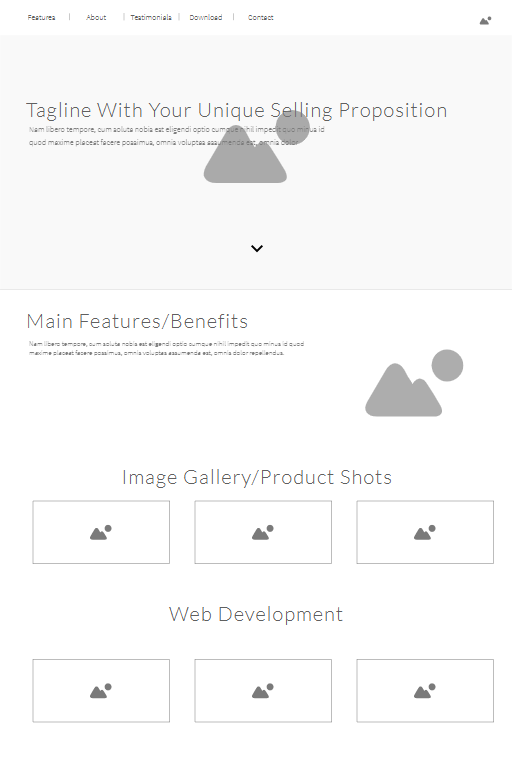 Features | About | Testimonials | Download | Contact
Tagline With Your Unique Selling Proposition
Nam libero tempore, cum soluta nobis est eligendi optio cumque nihil impedit quo minus id
quod maxime placeat facere possimus, omnis voluptas assumenda est, omnis dolor
Main Features/Benefits
Nam libero tempore, cum soluta nobis est eligendi optio cumque nihil impedit quo minus id quod
maxime placeat facere possimus, omnis voluptas assumenda est, omnis dolor repellendus.
Image Gallery/Product Shots
Web Development